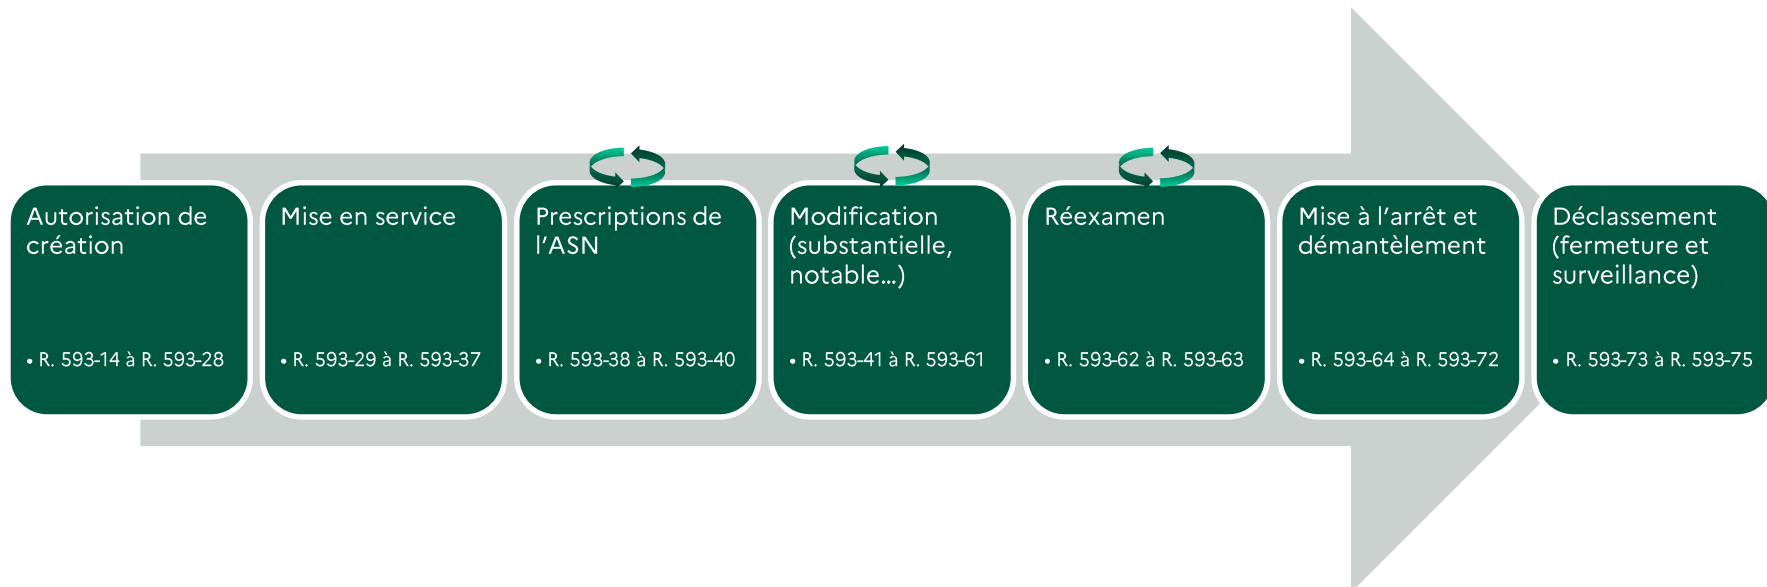 Autorisation de
création
• R. 593-14 à R. 593-28
Mise en service
• R. 593-29 à R. 593-37
Prescriptions de
l'ASN
• R. 593-38 à R. 593-40
Modification
(substantielle,
notable...)
• R. 593-41 à R. 593-61
Réexamen
• R. 593-62 à R. 593-63
Mise à l'arrêt et
démantèlement
• R. 593-64 à R. 593-72
Déclassement
(fermeture et
surveillance)
• R. 593-73 à R. 593-75